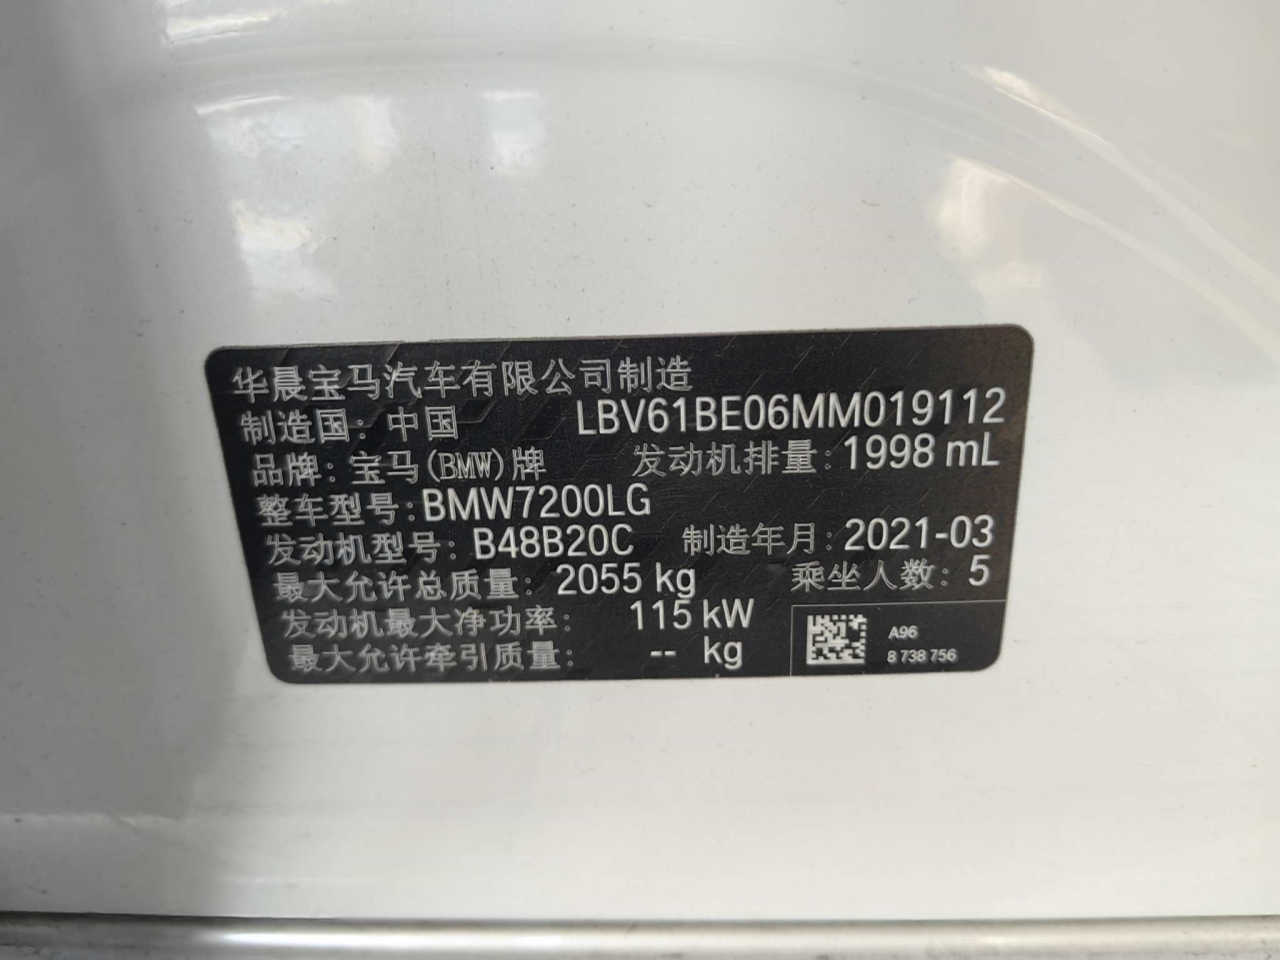 华晨宝马汽车有限公司制造
制造国: 中国 LBV61BE06MM019112
品牌: 宝马(BMW)牌 发动机排量: 1998 mL
整车型号: BMW7200LG
发动机型号: B48B20C 制造年月: 2021-03
最大允许总质量: 2055 kg 乘坐人数: 5
发动机最大净功率: 115 kW
最大允许牵引质量: -- kg
A96
8 738 756